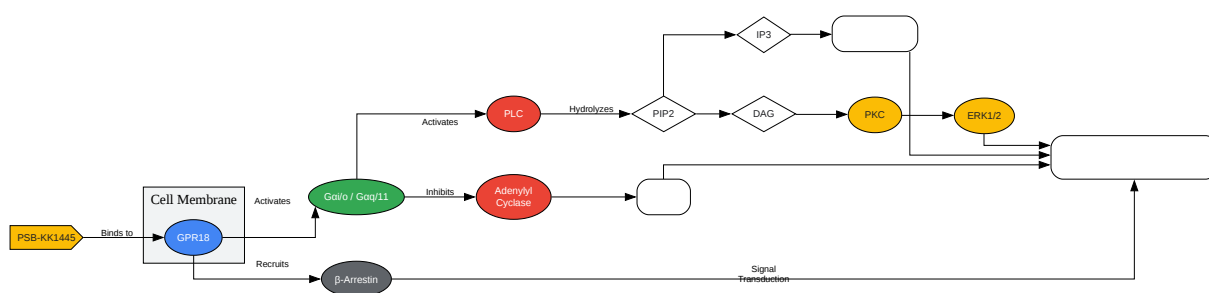 IP3
PLC
Hydrolyzes
PIP2
DAG
PKC
ERK1/2
Activates
Cell Membrane
Activates
Gαi/o / Gαq/11
Inhibits
Adenylyl
Cyclase
PSB-KK1445
Binds to
GPR18
Recruits
β-Arrestin
Signal
Transduction